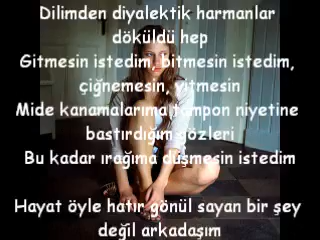 Dilimden diyalektik harmanlar
döküldü hep
Gitmesin istedim, bitmesin istedim,
çiğnemesin, yitmesin
Mide kanamalarıma tampon niyetine
bastırdığım gözleri
Bu kadar ırağıma düşmesin istedim
Hayat öyle hatır gönül sayan bir şey
değil arkadaşım